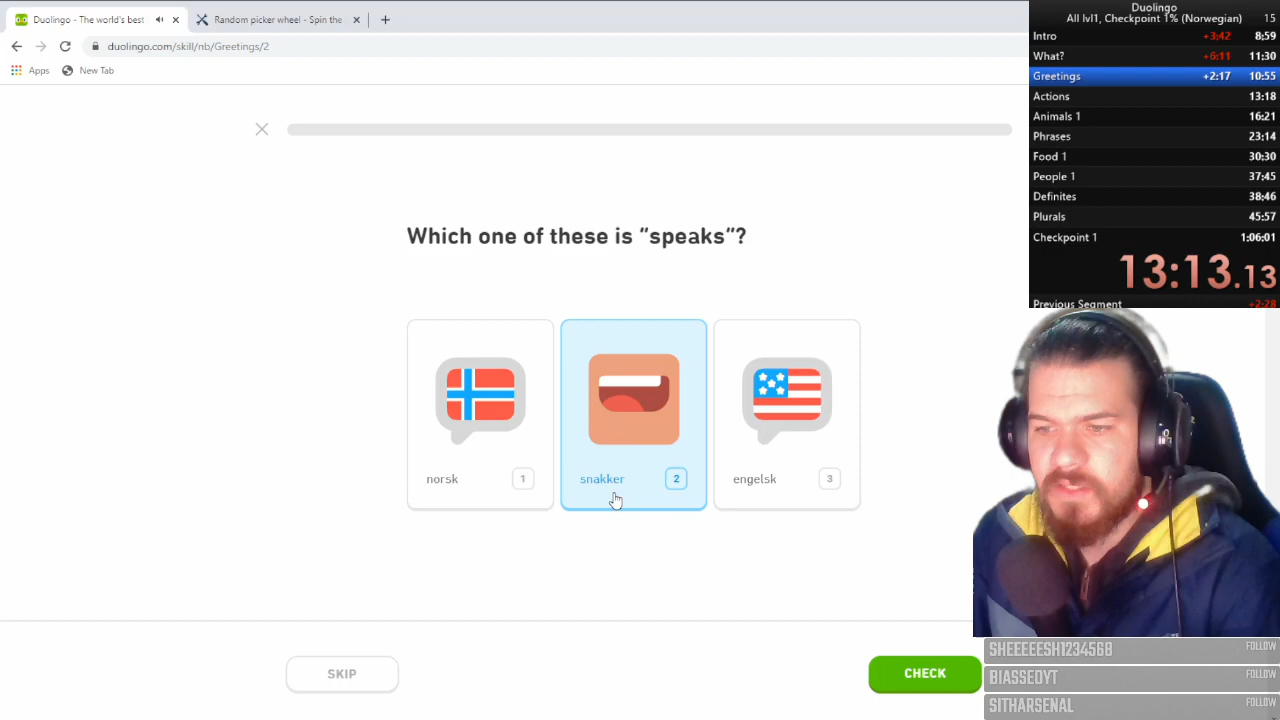 Duolingo - The world's best
Random picker wheel - Spin the
duolingo.com/skill/nb/Greetings/2
Apps
New Tab
Which one of these is “speaks”?
norsk 1
snakker 2
engelsk 3
SKIP
CHECK
Duolingo
All lvl1, Checkpoint 1% (Norwegian) 15
Intro +3:42 8:59
What? +6:11 11:30
Greetings +2:17 10:55
Actions 13:18
Animals 1 16:21
Phrases 23:14
Food 1 30:30
People 1 37:45
Definites 38:46
Plurals 45:57
Checkpoint 1 1:06:01
13:13.13
Previous Segment +2:28
SHEEEEESH1234568 FOLLOW
BIASSEDYT FOLLOW
SITHARSENAL FOLLOW